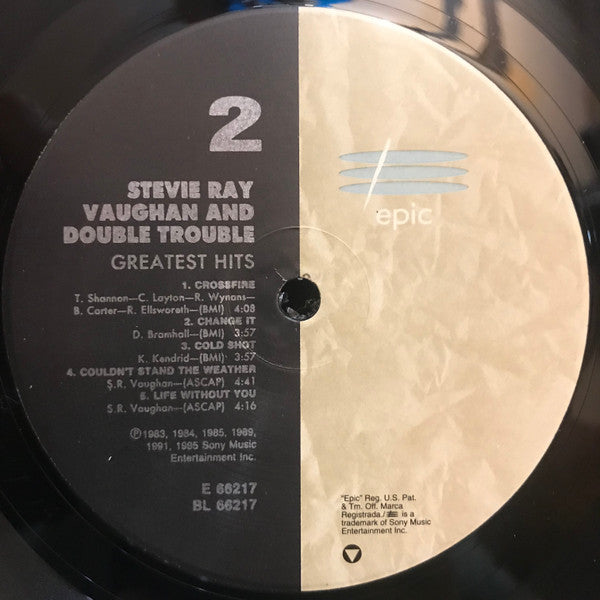 2
STEVIE RAY
VAUGHAN AND
DOUBLE TROUBLE
GREATEST HITS
1. CROSSFIRE
T. Shannon—C. Layton—R. Wynans—
B. Carter—R. Ellsworth—(BMI) 4:08
2. CHANGE IT
D. Bramhall—(BMI) 3:57
3. COLD SHOT
K. Kendrid—(BMI) 3:57
4. COULDN'T STAND THE WEATHER
S.R. Vaughan—(ASCAP) 4:41
5. LIFE WITHOUT YOU
S.R. Vaughan—(ASCAP) 4:16
℗1983, 1984, 1985, 1989,
1991, 1995 Sony Music
Entertainment Inc.
E 66217
BL 66217
epic
"Epic" Reg. U.S. Pat.
& Tm. Off. Marca
Registrada./ is a
trademark of Sony Music
Entertainment Inc.